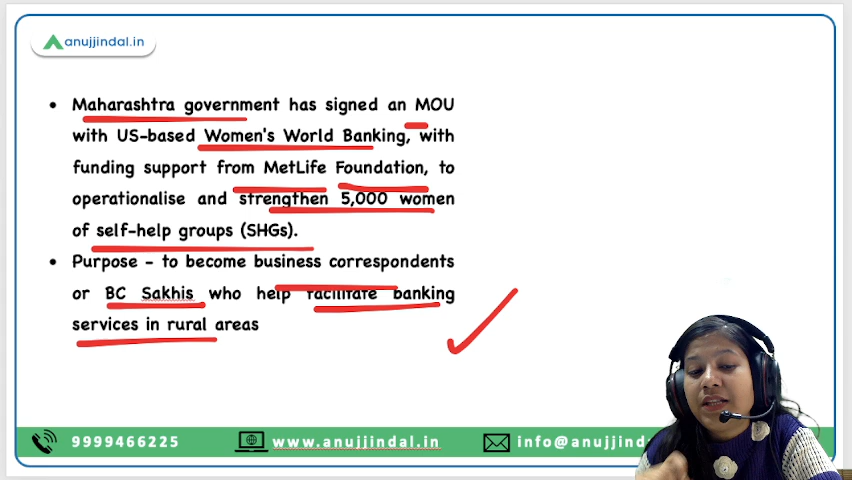 anujjindal.in
• Maharashtra government has signed an MOU
with US-based Women's World Banking, with
funding support from MetLife Foundation, to
operationalise and strengthen 5,000 women
of self-help groups (SHGs).
• Purpose - to become business correspondents
or BC Sakhis who help facilitate banking
services in rural areas
9999466225
www.anujjindal.in